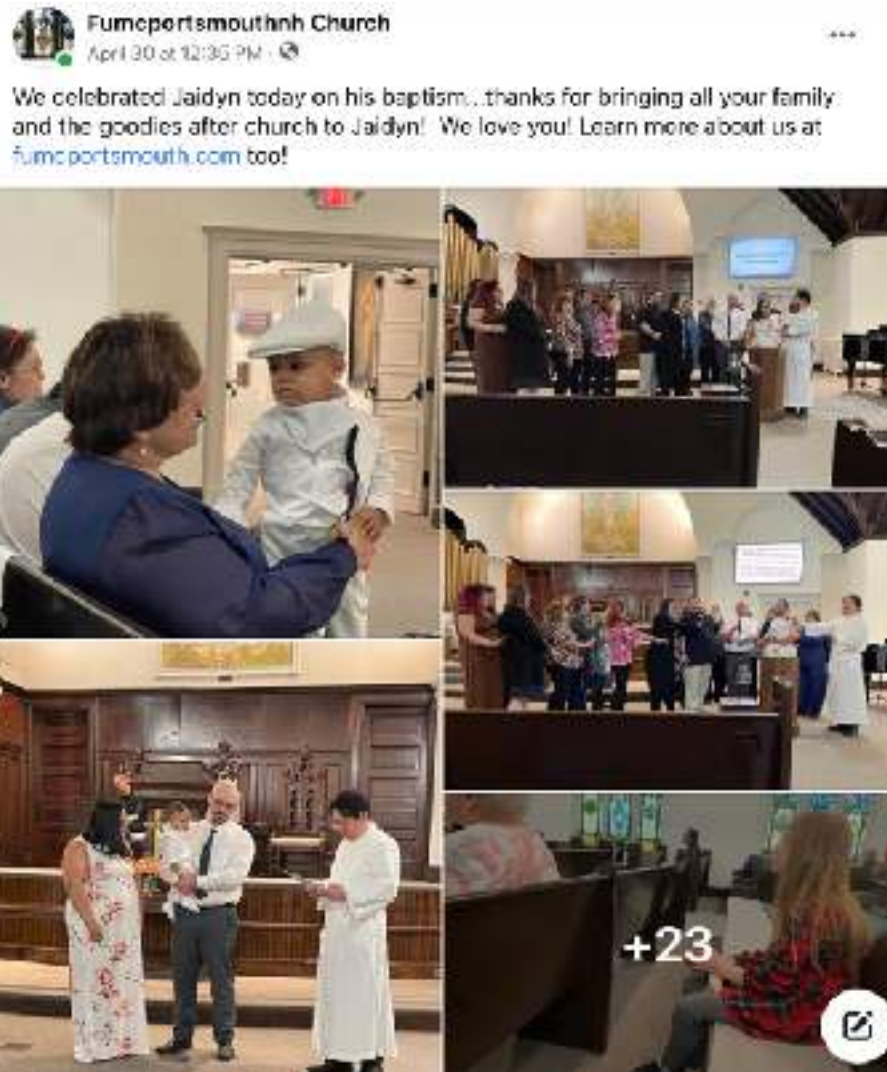 Fumcportsmouthnh Church
April 30 at 12:35 PM
We celebrated Jaidyn today on his baptism...thanks for bringing all your family
and the goodies after church to Jaidyn! We love you! Learn more about us at
fumcportsmouth.com too!
+23